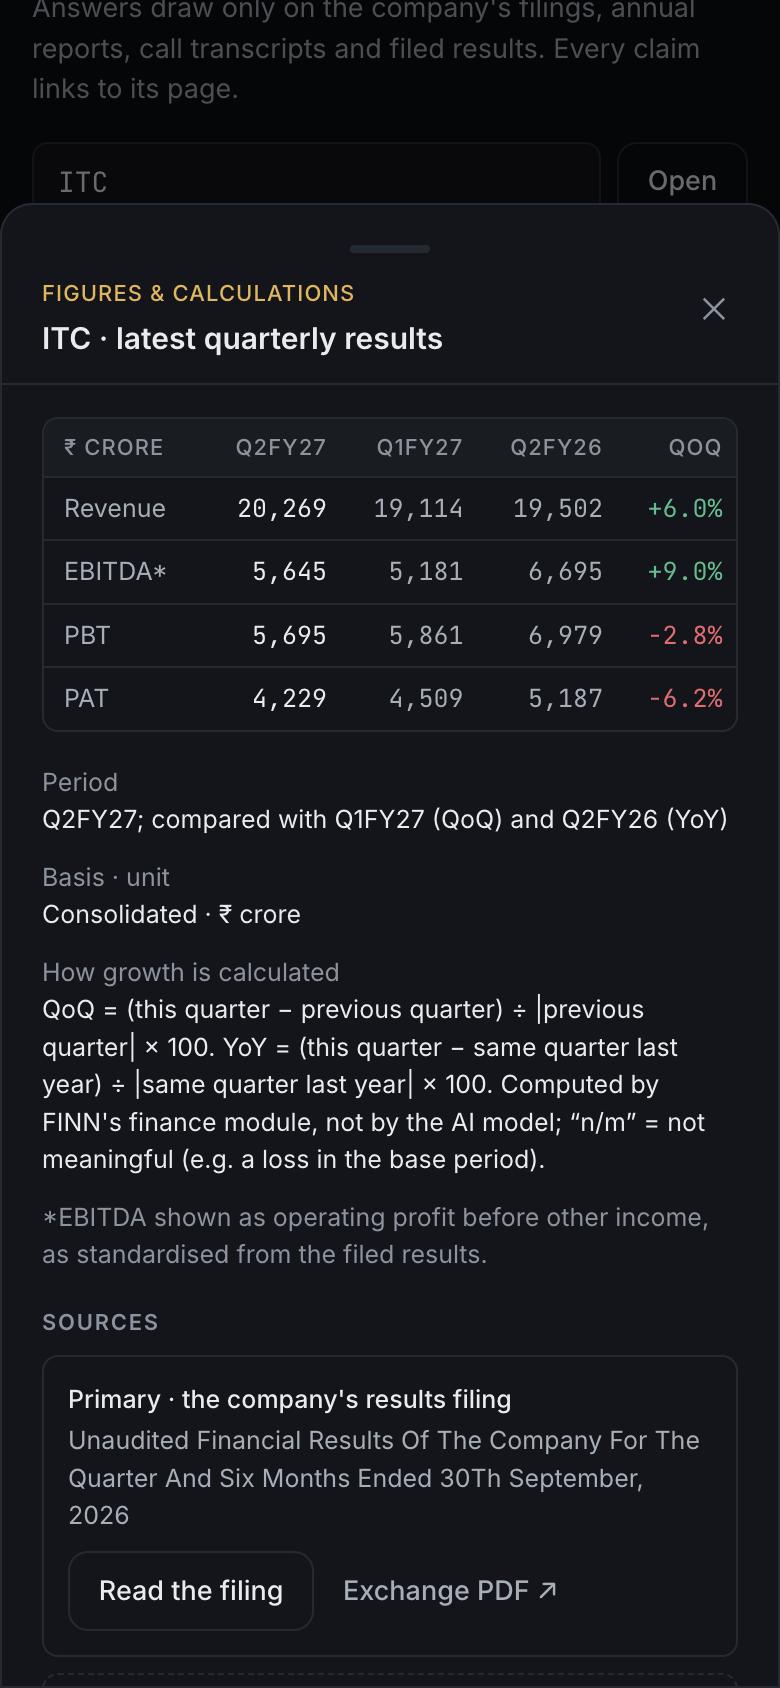 Answers draw only on the company's filings, annual
reports, call transcripts and filed results. Every claim
links to its page.
ITC
Open
FIGURES & CALCULATIONS
ITC · latest quarterly results
₹ CRORE Q2FY27 Q1FY27 Q2FY26 QOQ
Revenue 20,269 19,114 19,502 +6.0%
EBITDA* 5,645 5,181 6,695 +9.0%
PBT 5,695 5,861 6,979 -2.8%
PAT 4,229 4,509 5,187 -6.2%
Period
Q2FY27; compared with Q1FY27 (QoQ) and Q2FY26 (YoY)
Basis · unit
Consolidated · ₹ crore
How growth is calculated
QoQ = (this quarter − previous quarter) ÷ |previous
quarter| × 100. YoY = (this quarter − same quarter last
year) ÷ |same quarter last year| × 100. Computed by
FINN's finance module, not by the AI model; “n/m” = not
meaningful (e.g. a loss in the base period).
*EBITDA shown as operating profit before other income,
as standardised from the filed results.
SOURCES
Primary · the company's results filing
Unaudited Financial Results Of The Company For The
Quarter And Six Months Ended 30Th September,
2026
Read the filing
Exchange PDF ↗